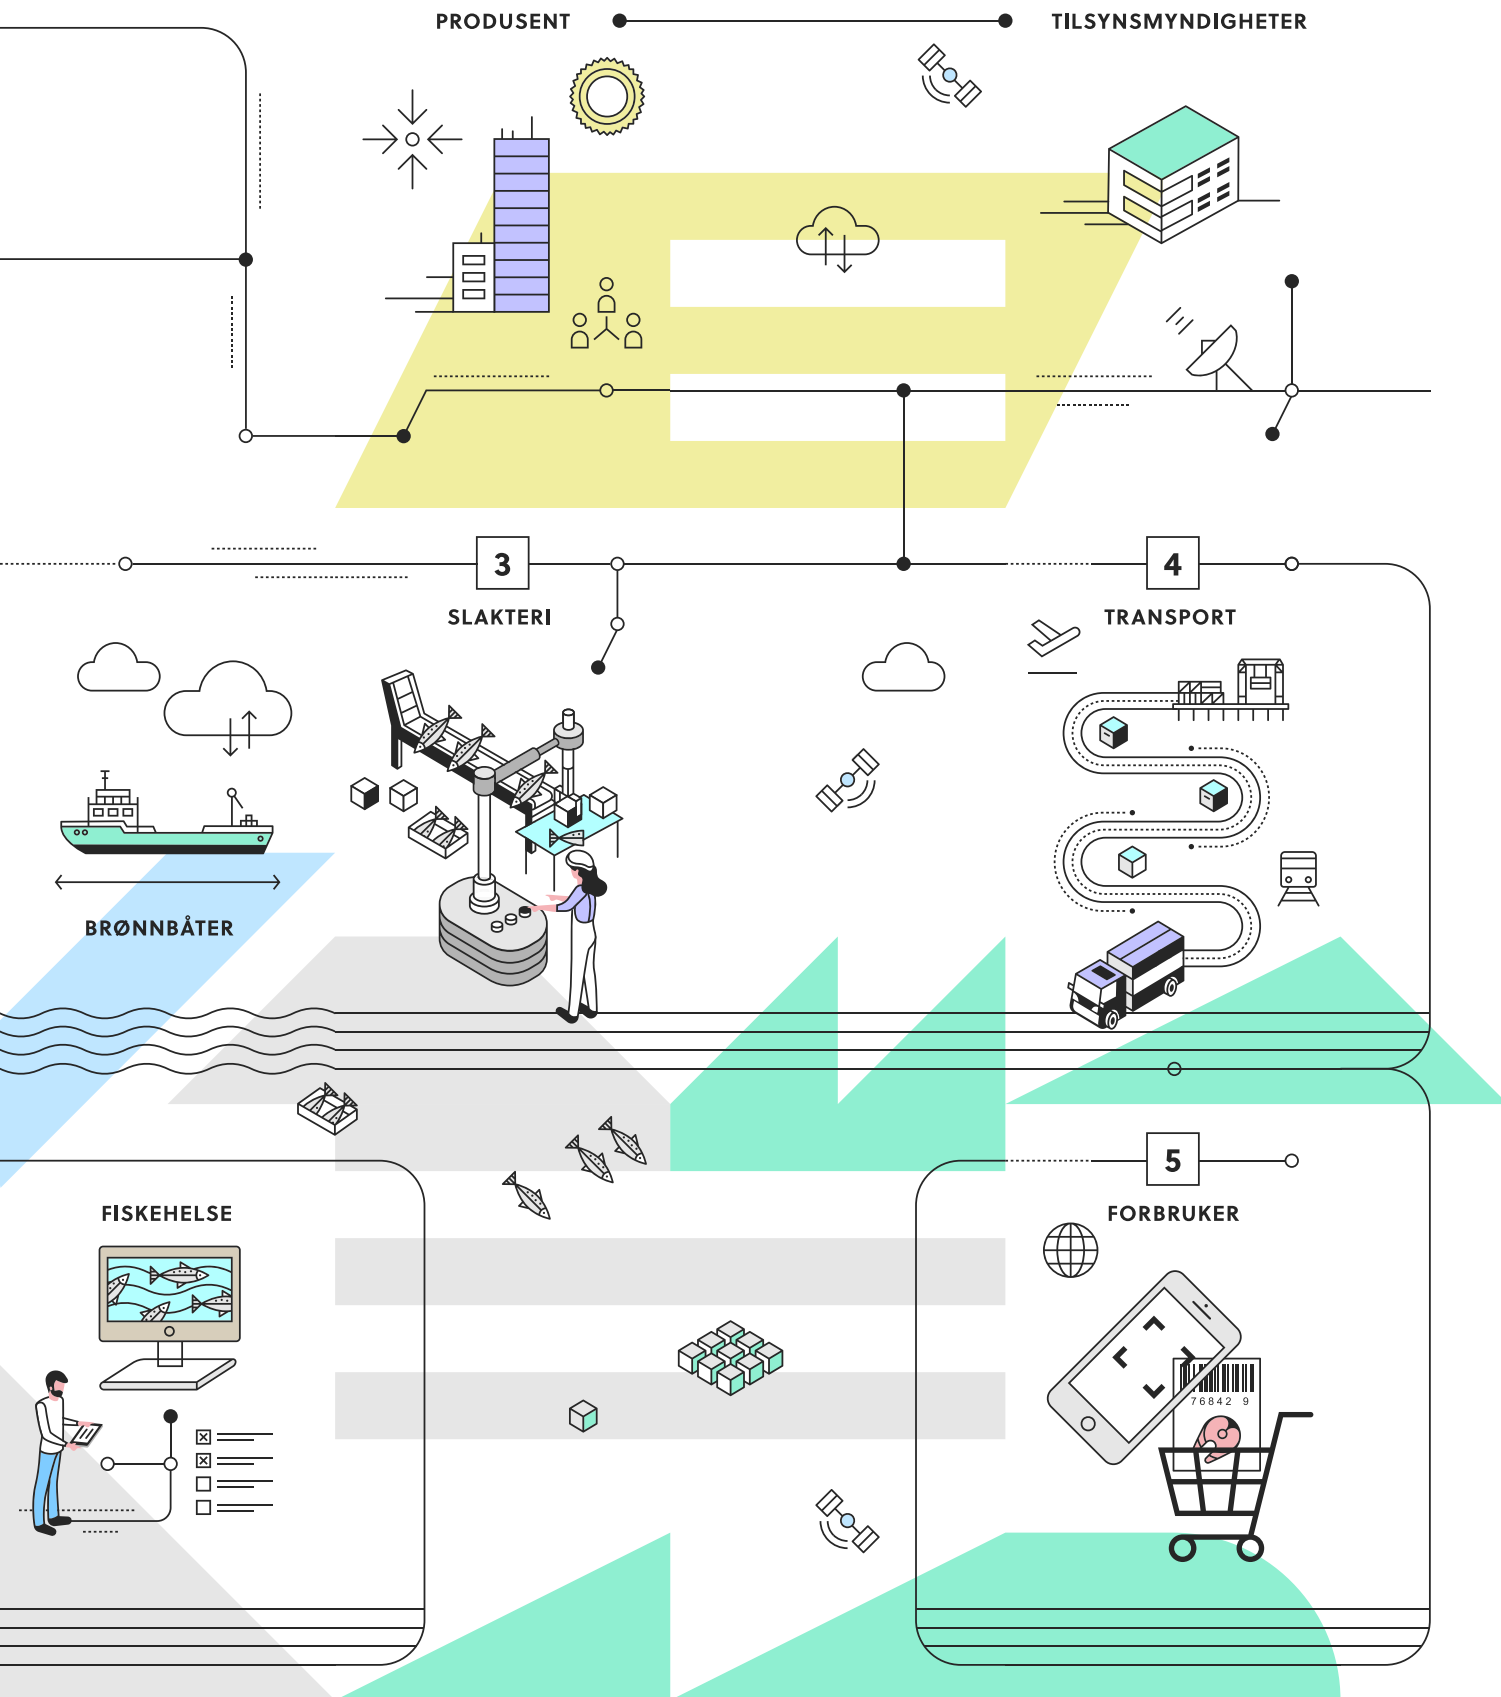 PRODUSENT
TILSYNSMYNDIGHETER
3
SLAKTERI
4
TRANSPORT
BRØNNBÅTER
5
FISKEHELSE
FORBRUKER
76842 9